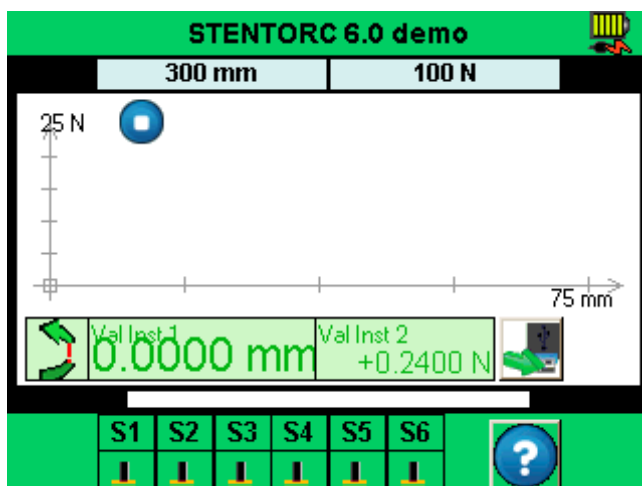 STENTORC 6.0 demo
300 mm 100 N
25 N
75 mm
Val Inst 1 Val Inst 2
0.0000 mm +0.2400 N
S1 S2 S3 S4 S5 S6
?